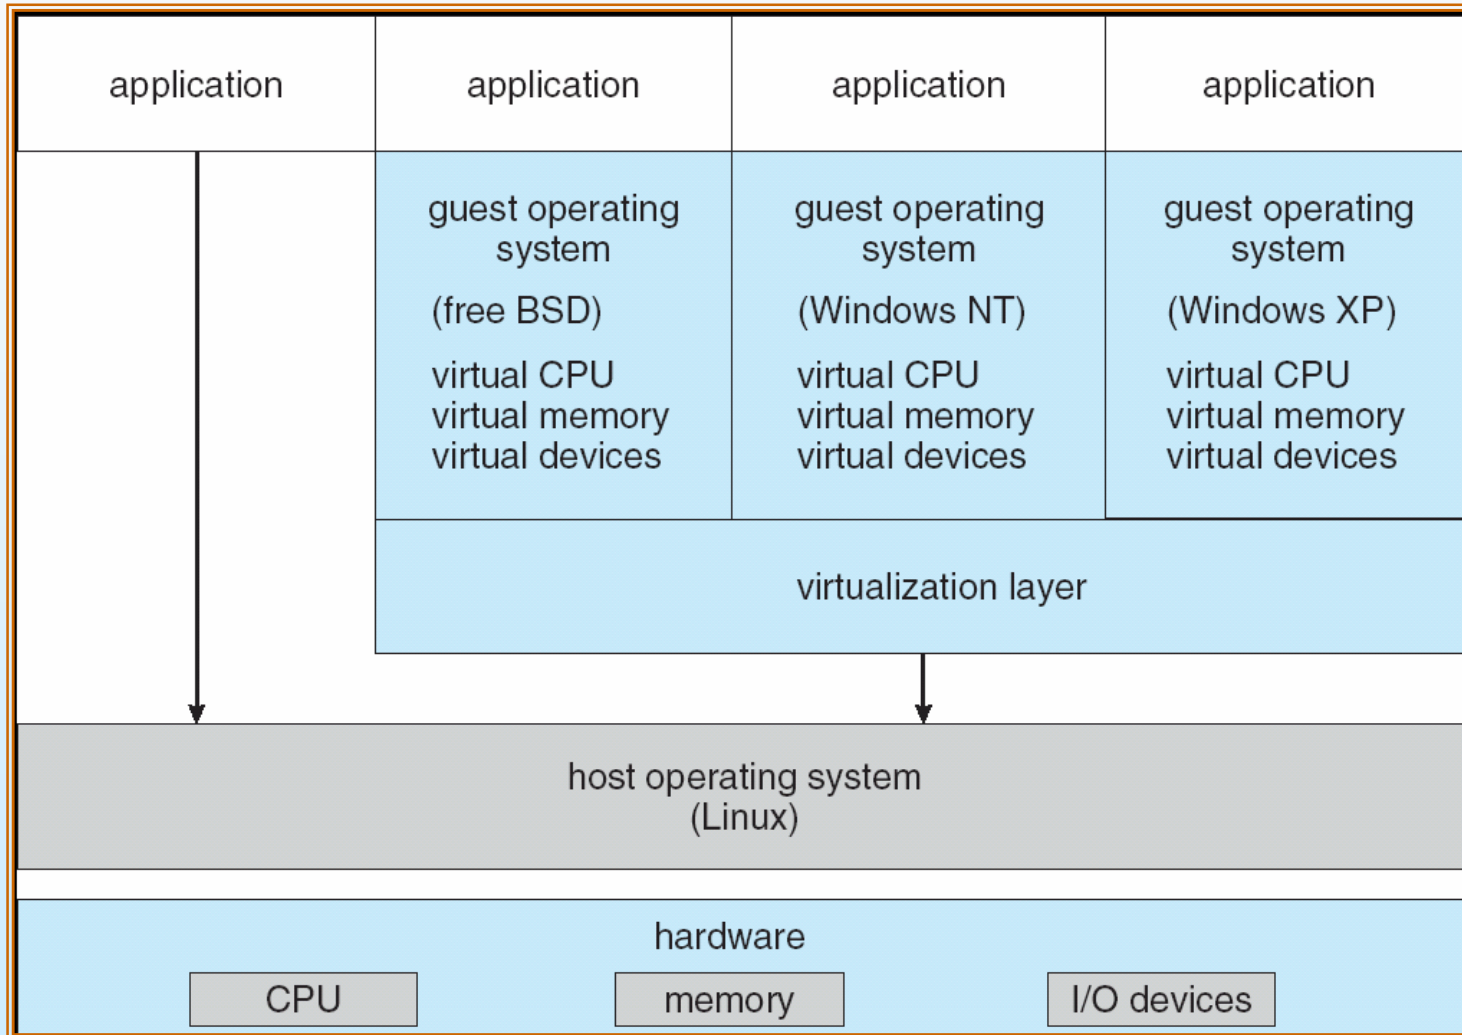 application
application
application
application
guest operating
system
(free BSD)
virtual CPU
virtual memory
virtual devices
guest operating
system
(Windows NT)
virtual CPU
virtual memory
virtual devices
guest operating
system
(Windows XP)
virtual CPU
virtual memory
virtual devices
virtualization layer
host operating system
(Linux)
hardware
CPU
memory
I/O devices